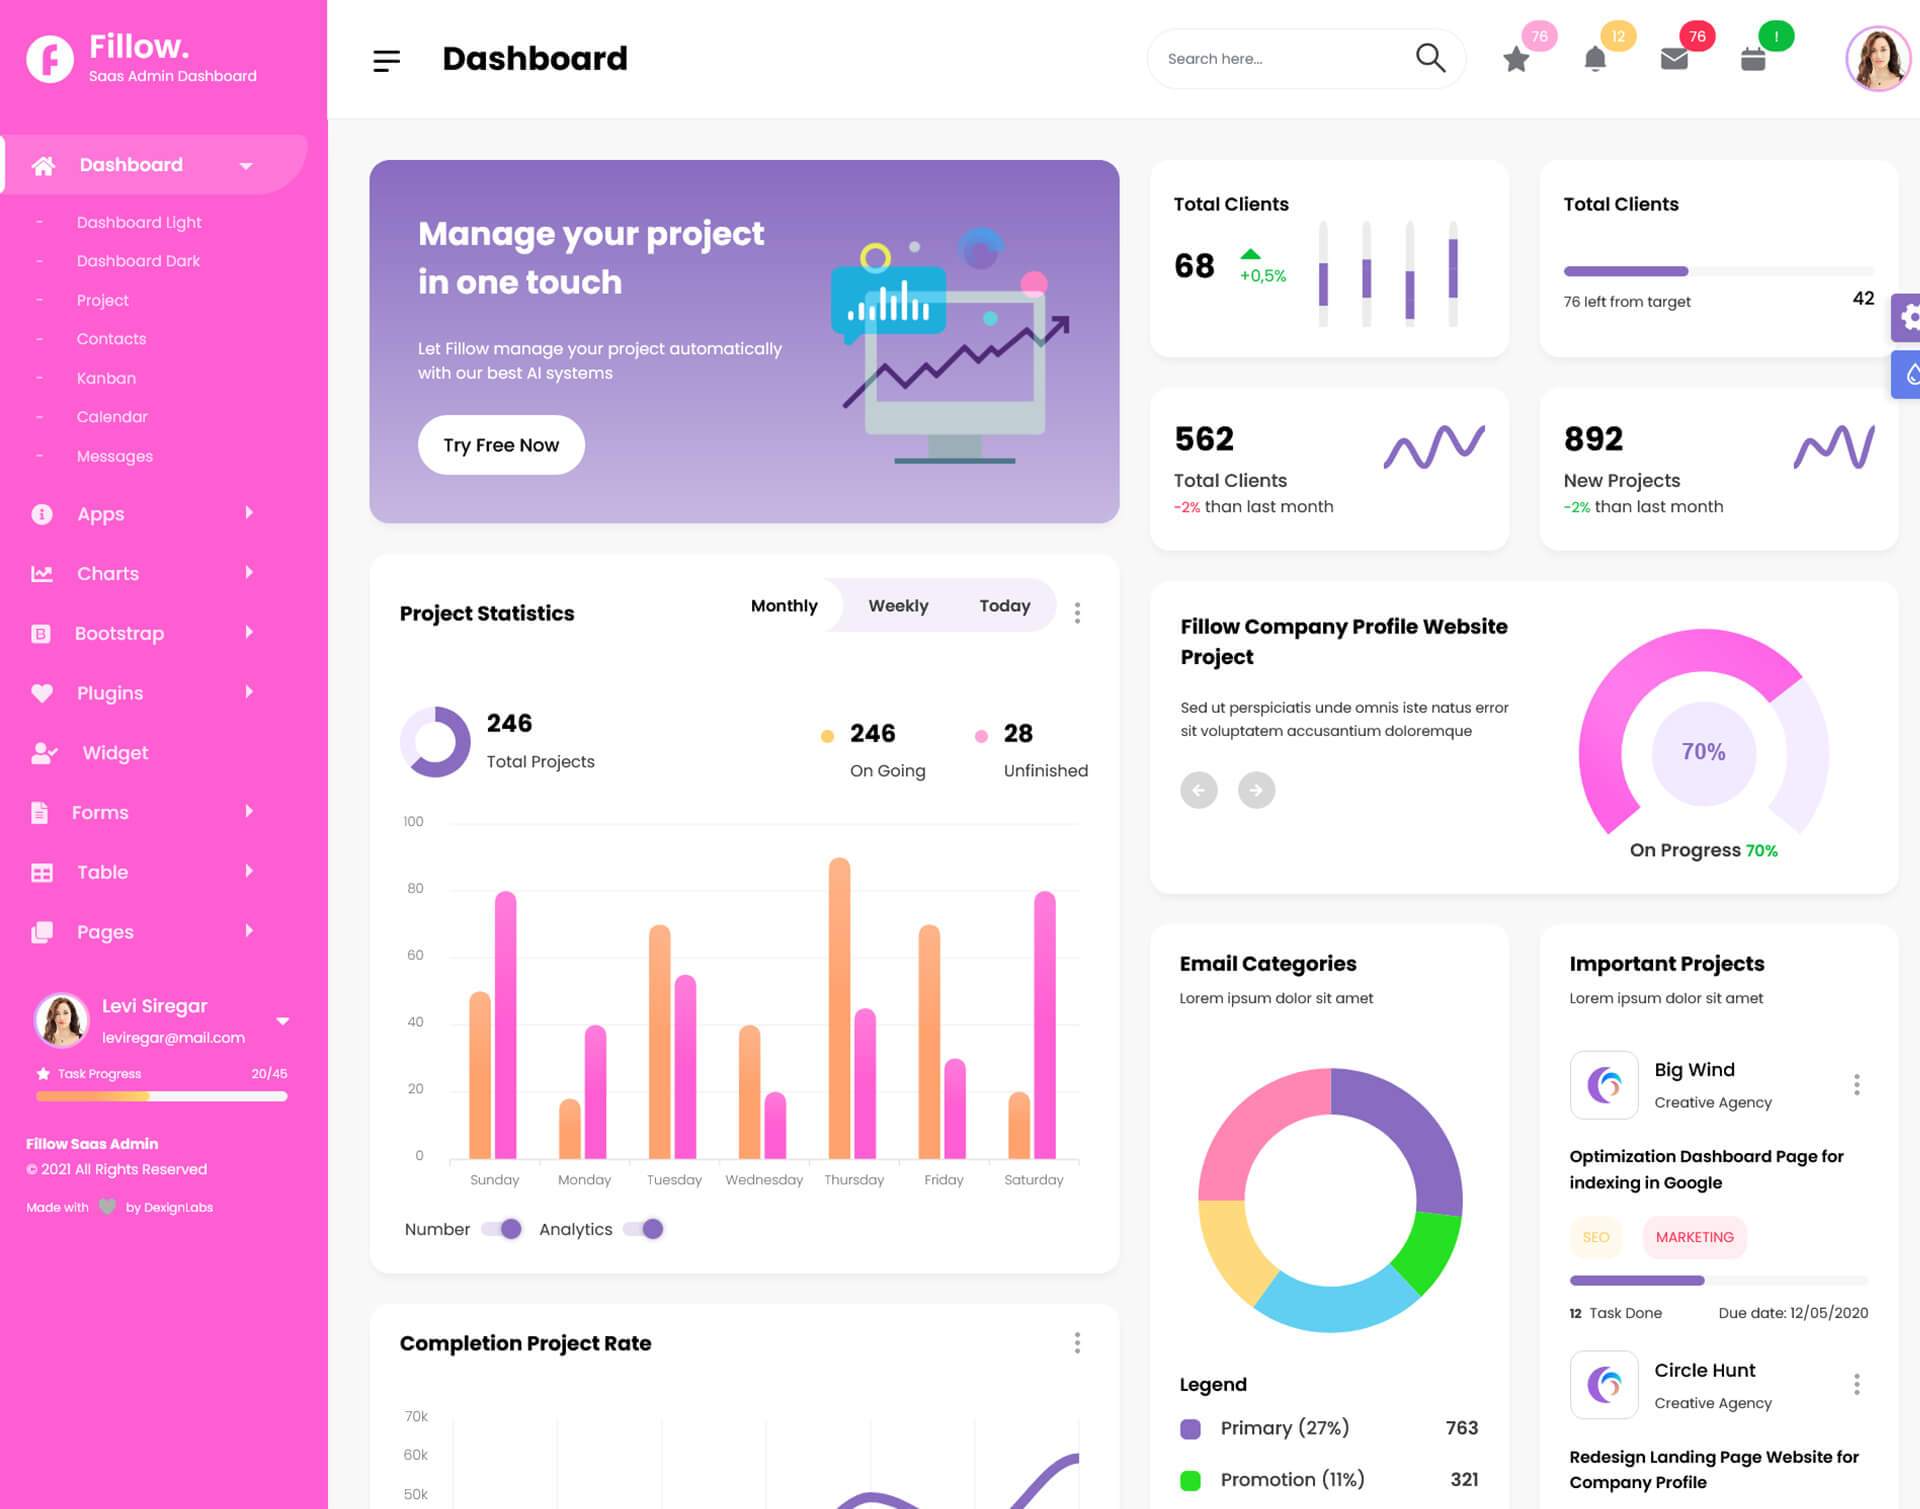 Fillow.
Saas Admin Dashboard
Dashboard
Search here...
76
12
76
!
Dashboard
- Dashboard Light
- Dashboard Dark
- Project
- Contacts
- Kanban
- Calendar
- Messages
Apps
Charts
Bootstrap
Plugins
Widget
Forms
Table
Pages
Levi Siregar
leviregar@mail.com
Task Progress 20/45
Fillow Saas Admin
© 2021 All Rights Reserved
Made with by DexignLabs
Manage your project
in one touch
Let Fillow manage your project automatically
with our best AI systems
Try Free Now
Total Clients
68
+0,5%
Total Clients
76 left from target
42
562
Total Clients
-2% than last month
892
New Projects
-2% than last month
Project Statistics
Monthly Weekly Today
246
Total Projects
246
On Going
28
Unfinished
100
80
60
40
20
0
Sunday Monday Tuesday Wednesday Thursday Friday Saturday
Number Analytics
Fillow Company Profile Website
Project
Sed ut perspiciatis unde omnis iste natus error
sit voluptatem accusantium doloremque
70%
On Progress 70%
Completion Project Rate
70k
60k
50k
Email Categories
Lorem ipsum dolor sit amet
Legend
Primary (27%) 763
Promotion (11%) 321
Important Projects
Lorem ipsum dolor sit amet
Big Wind
Creative Agency
Optimization Dashboard Page for
indexing in Google
SEO MARKETING
12 Task Done Due date: 12/05/2020
Circle Hunt
Creative Agency
Redesign Landing Page Website for
Company Profile